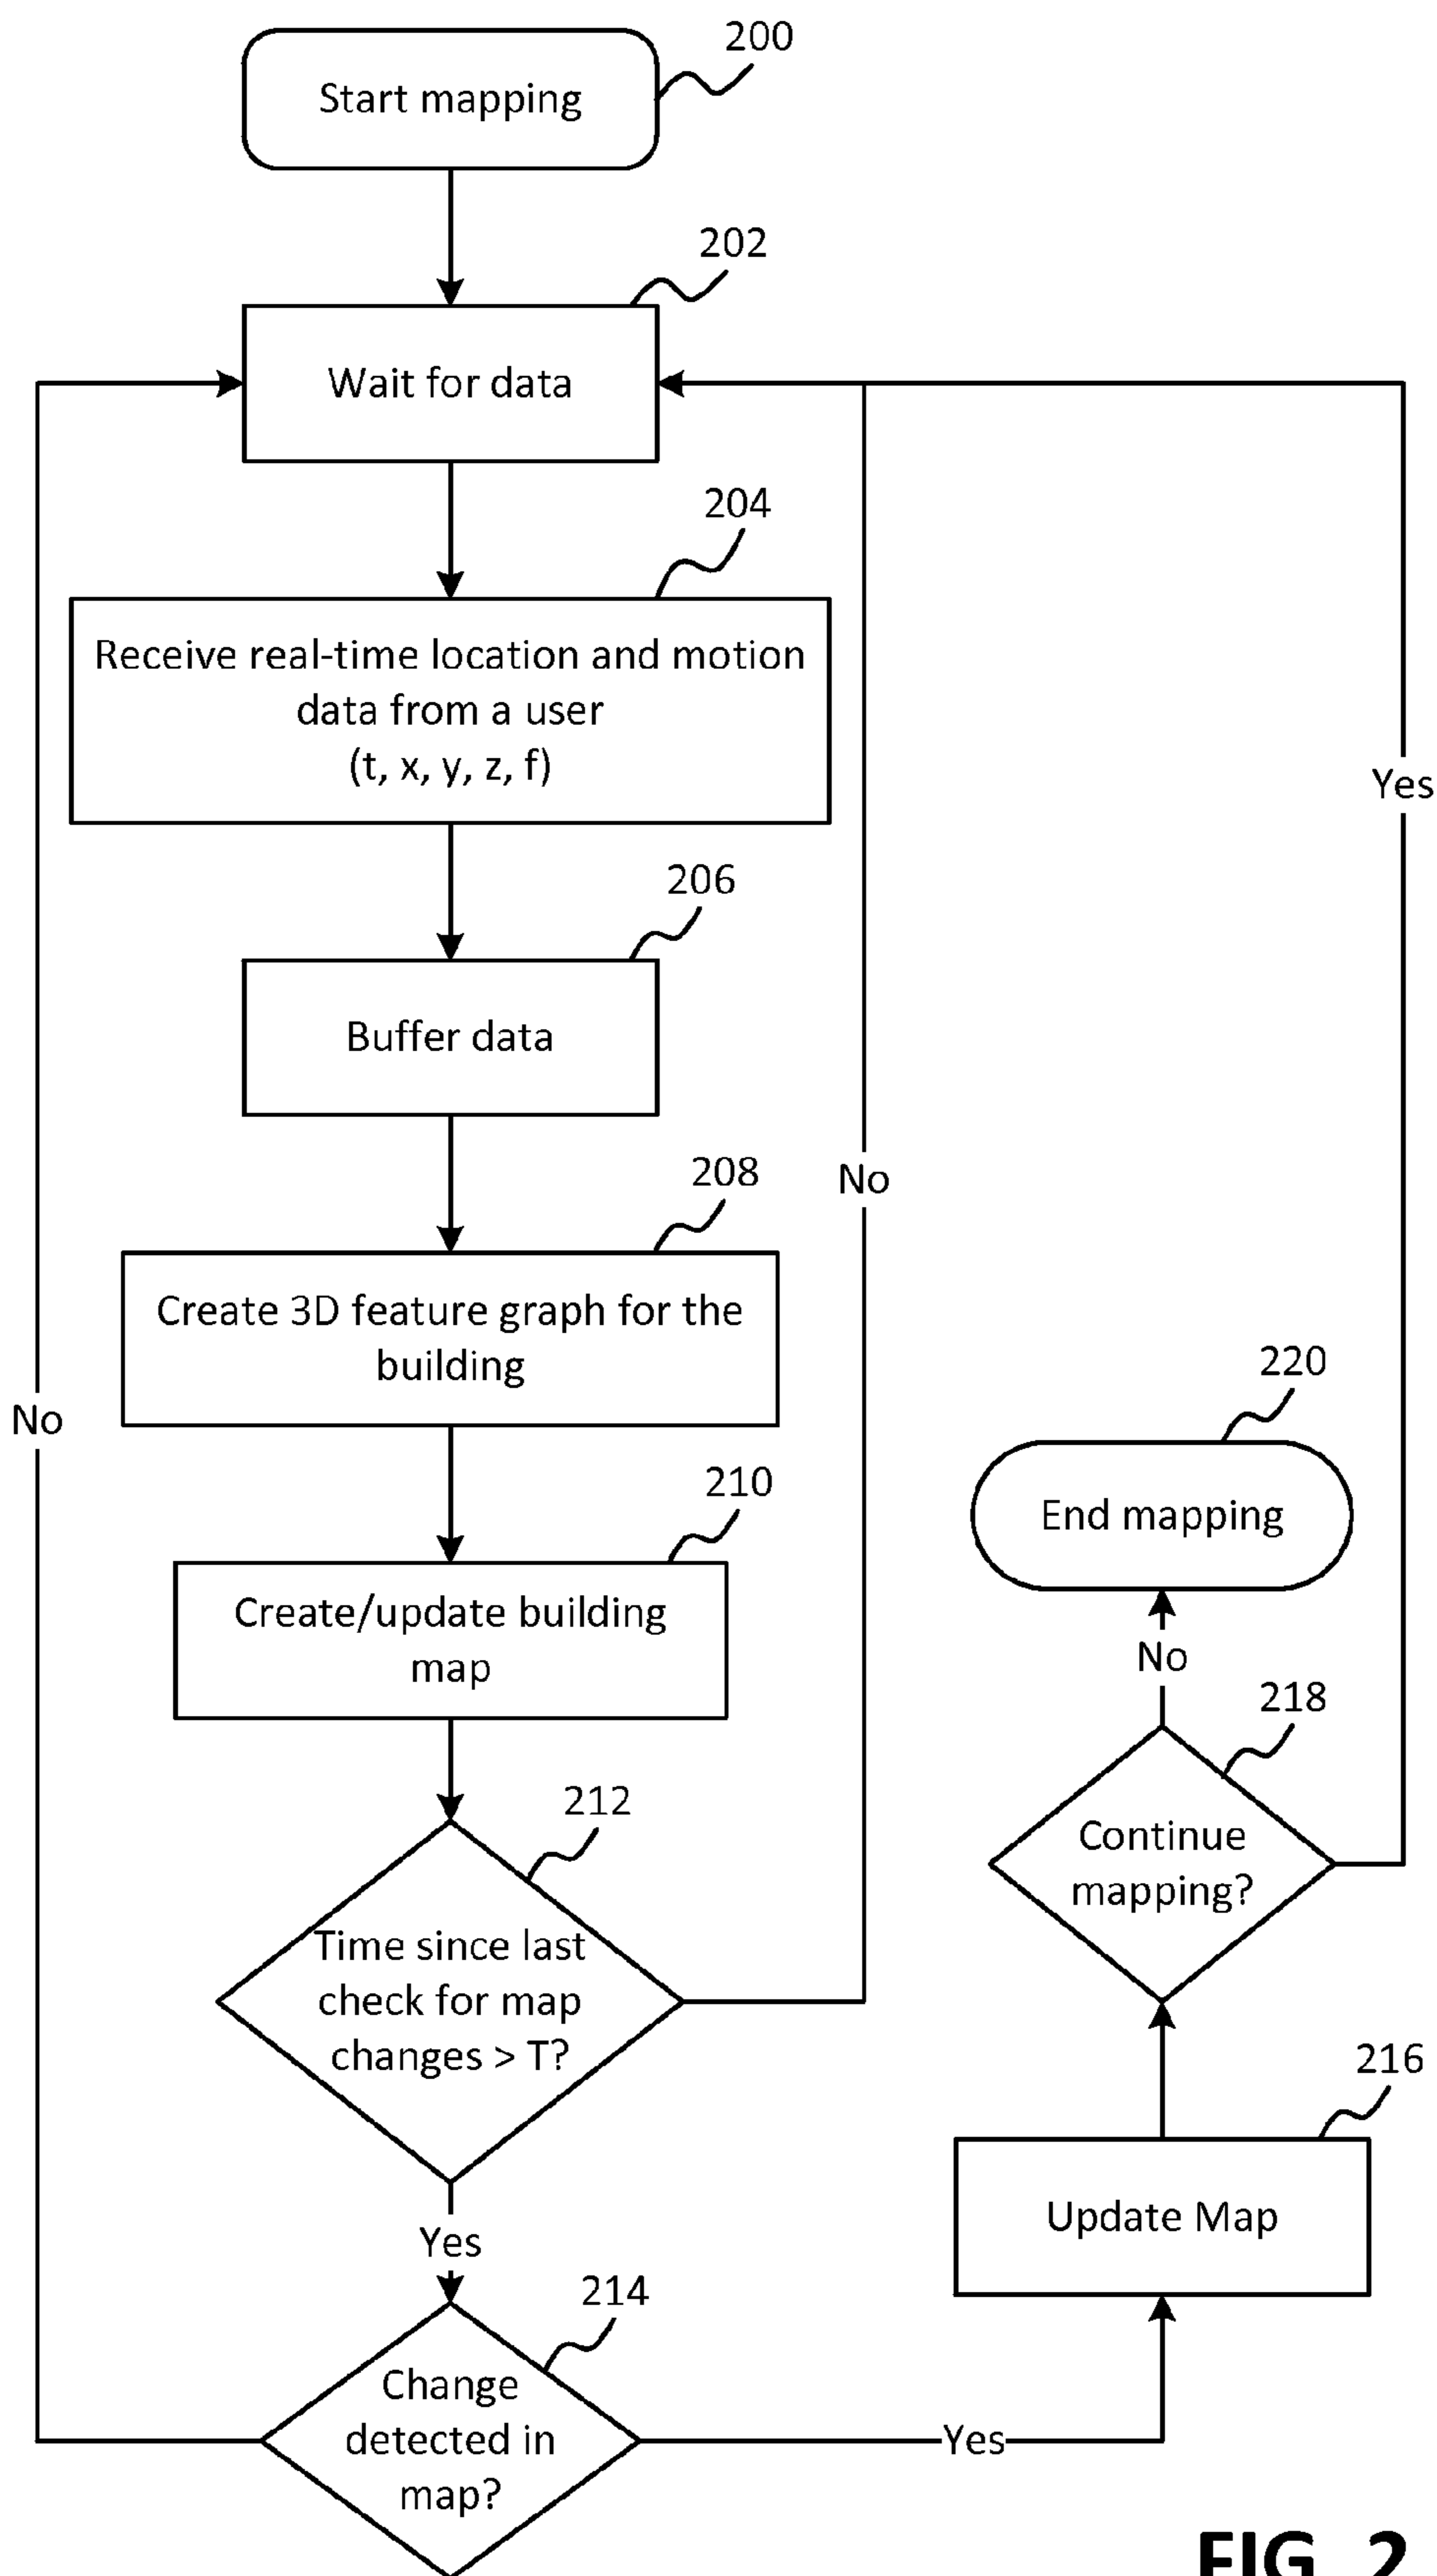 200
Start mapping
202
Wait for data
204
Receive real-time location and motion
data from a user
(t, x, y, z, f)
206
Buffer data
208
Create 3D feature graph for the
building
210
Create/update building
map
212
Time since last
check for map
changes > T?
No
Yes
214
Change
detected in
map?
No
Yes
216
Update Map
218
Continue
mapping?
Yes
No
220
End mapping
FIG. 2